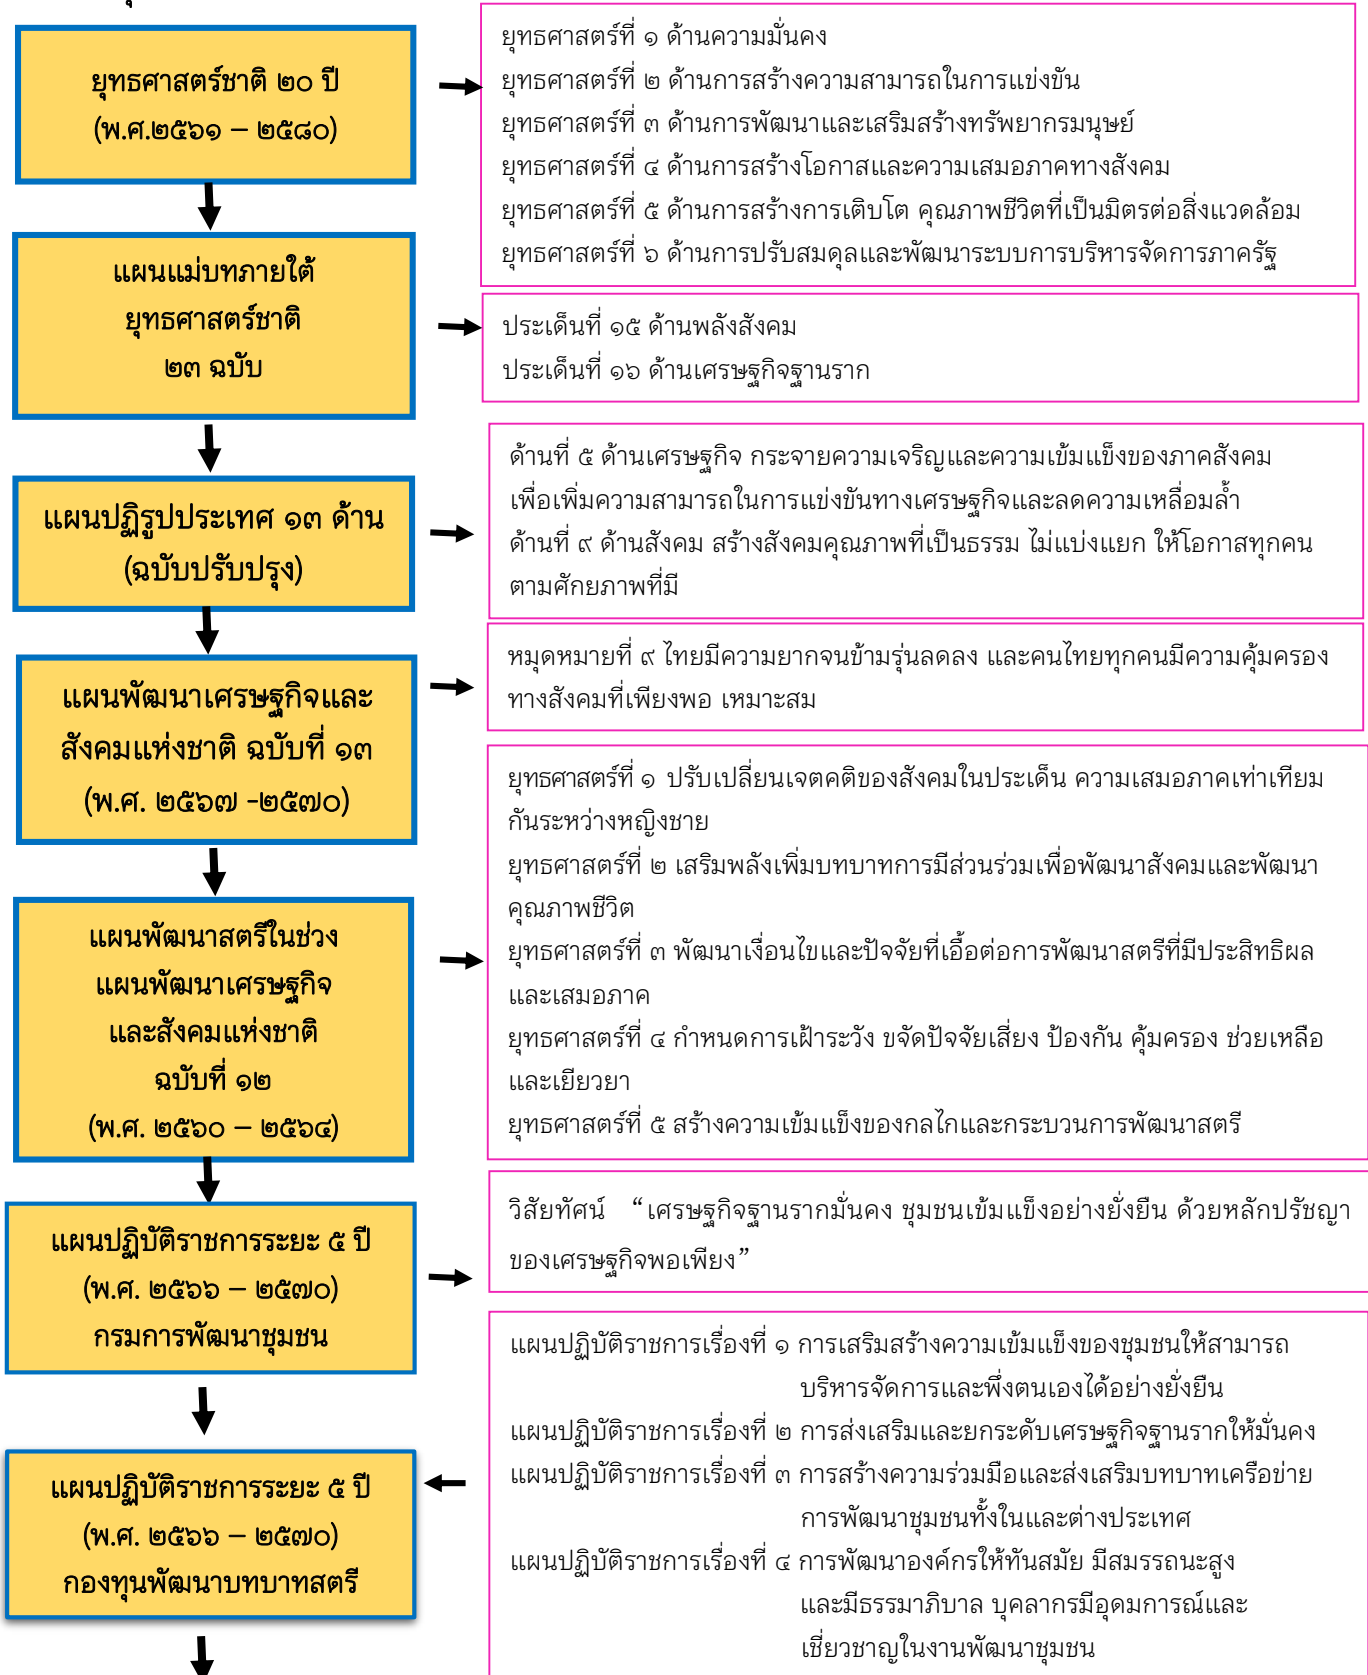 ยุทธศาสตร์ชาติ ๒๐ ปี
(พ.ศ.๒๕๖๑ – ๒๕๘๐)
ยุทธศาสตร์ที่ ๑ ด้านความมั่นคง
ยุทธศาสตร์ที่ ๒ ด้านการสร้างความสามารถในการแข่งขัน
ยุทธศาสตร์ที่ ๓ ด้านการพัฒนาและเสริมสร้างทรัพยากรมนุษย์
ยุทธศาสตร์ที่ ๔ ด้านการสร้างโอกาสและความเสมอภาคทางสังคม
ยุทธศาสตร์ที่ ๕ ด้านการสร้างการเติบโต คุณภาพชีวิตที่เป็นมิตรต่อสิ่งแวดล้อม
ยุทธศาสตร์ที่ ๖ ด้านการปรับสมดุลและพัฒนาระบบการบริหารจัดการภาครัฐ
แผนแม่บทภายใต้
ยุทธศาสตร์ชาติ
๒๓ ฉบับ
ประเด็นที่ ๑๕ ด้านพลังสังคม
ประเด็นที่ ๑๖ ด้านเศรษฐกิจฐานราก
แผนปฏิรูปประเทศ ๑๓ ด้าน
(ฉบับปรับปรุง)
ด้านที่ ๕ ด้านเศรษฐกิจ กระจายความเจริญและความเข้มแข็งของภาคสังคม
เพื่อเพิ่มความสามารถในการแข่งขันทางเศรษฐกิจและลดความเหลื่อมล้ำ
ด้านที่ ๙ ด้านสังคม สร้างสังคมคุณภาพที่เป็นธรรม ไม่แบ่งแยก ให้โอกาสทุกคน
ตามศักยภาพที่มี
แผนพัฒนาเศรษฐกิจและ
สังคมแห่งชาติ ฉบับที่ ๑๓
(พ.ศ. ๒๕๖๗ -๒๕๗๐)
หมุดหมายที่ ๙ ไทยมีความยากจนข้ามรุ่นลดลง และคนไทยทุกคนมีความคุ้มครอง
ทางสังคมที่เพียงพอ เหมาะสม
แผนพัฒนาสตรีในช่วง
แผนพัฒนาเศรษฐกิจ
และสังคมแห่งชาติ
ฉบับที่ ๑๒
(พ.ศ. ๒๕๖๐ – ๒๕๖๔)
ยุทธศาสตร์ที่ ๑ ปรับเปลี่ยนเจตคติของสังคมในประเด็น ความเสมอภาคเท่าเทียม
กันระหว่างหญิงชาย
ยุทธศาสตร์ที่ ๒ เสริมพลังเพิ่มบทบาทการมีส่วนร่วมเพื่อพัฒนาสังคมและพัฒนา
คุณภาพชีวิต
ยุทธศาสตร์ที่ ๓ พัฒนาเงื่อนไขและปัจจัยที่เอื้อต่อการพัฒนาสตรีที่มีประสิทธิผล
และเสมอภาค
ยุทธศาสตร์ที่ ๔ กำหนดการเฝ้าระวัง ขจัดปัจจัยเสี่ยง ป้องกัน คุ้มครอง ช่วยเหลือ
และเยียวยา
ยุทธศาสตร์ที่ ๕ สร้างความเข้มแข็งของกลไกและกระบวนการพัฒนาสตรี
แผนปฏิบัติราชการระยะ ๕ ปี
(พ.ศ. ๒๕๖๖ – ๒๕๗๐)
กรมการพัฒนาชุมชน
วิสัยทัศน์ “เศรษฐกิจฐานรากมั่นคง ชุมชนเข้มแข็งอย่างยั่งยืน ด้วยหลักปรัชญา
ของเศรษฐกิจพอเพียง”
แผนปฏิบัติราชการระยะ ๕ ปี
(พ.ศ. ๒๕๖๖ – ๒๕๗๐)
กองทุนพัฒนาบทบาทสตรี
แผนปฏิบัติราชการเรื่องที่ ๑ การเสริมสร้างความเข้มแข็งของชุมชนให้สามารถ
บริหารจัดการและพึ่งตนเองได้อย่างยั่งยืน
แผนปฏิบัติราชการเรื่องที่ ๒ การส่งเสริมและยกระดับเศรษฐกิจฐานรากให้มั่นคง
แผนปฏิบัติราชการเรื่องที่ ๓ การสร้างความร่วมมือและส่งเสริมบทบาทเครือข่าย
การพัฒนาชุมชนทั้งในและต่างประเทศ
แผนปฏิบัติราชการเรื่องที่ ๔ การพัฒนาองค์กรให้ทันสมัย มีสมรรถนะสูง
และมีธรรมาภิบาล บุคลากรมีอุดมการณ์และ
เชี่ยวชาญในงานพัฒนาชุมชน